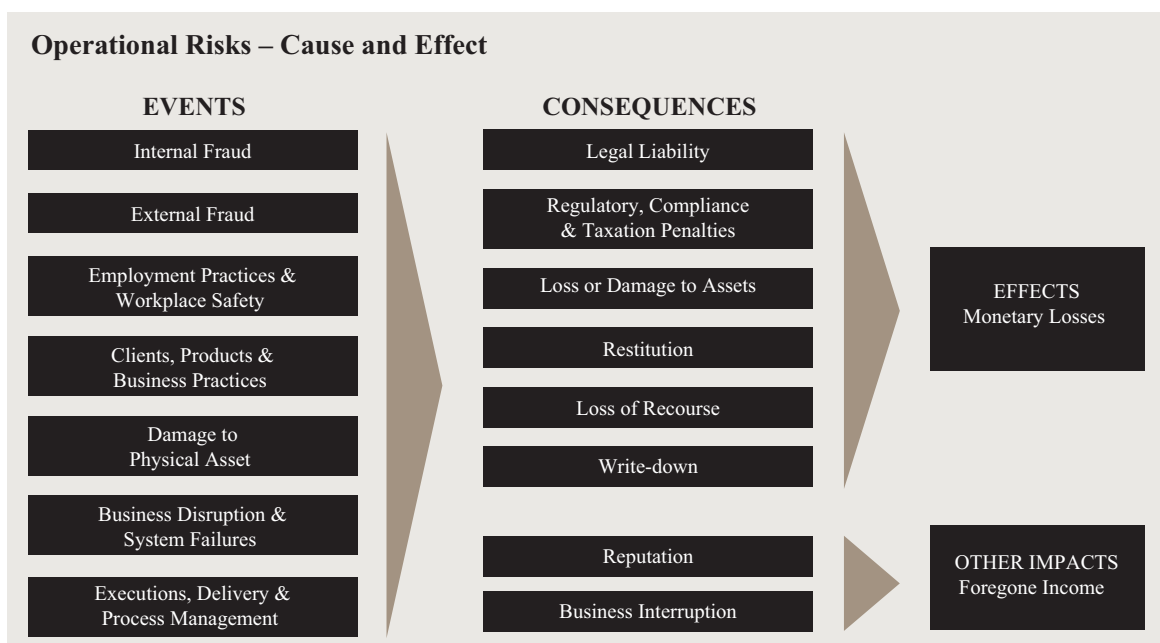 Operational Risks – Cause and Effect
EVENTS
Internal Fraud
External Fraud
Employment Practices &
Workplace Safety
Clients, Products &
Business Practices
Damage to
Physical Asset
Business Disruption &
System Failures
Executions, Delivery &
Process Management
CONSEQUENCES
Legal Liability
Regulatory, Compliance
& Taxation Penalties
Loss or Damage to Assets
Restitution
Loss of Recourse
Write-down
Reputation
Business Interruption
EFFECTS
Monetary Losses
OTHER IMPACTS
Foregone Income